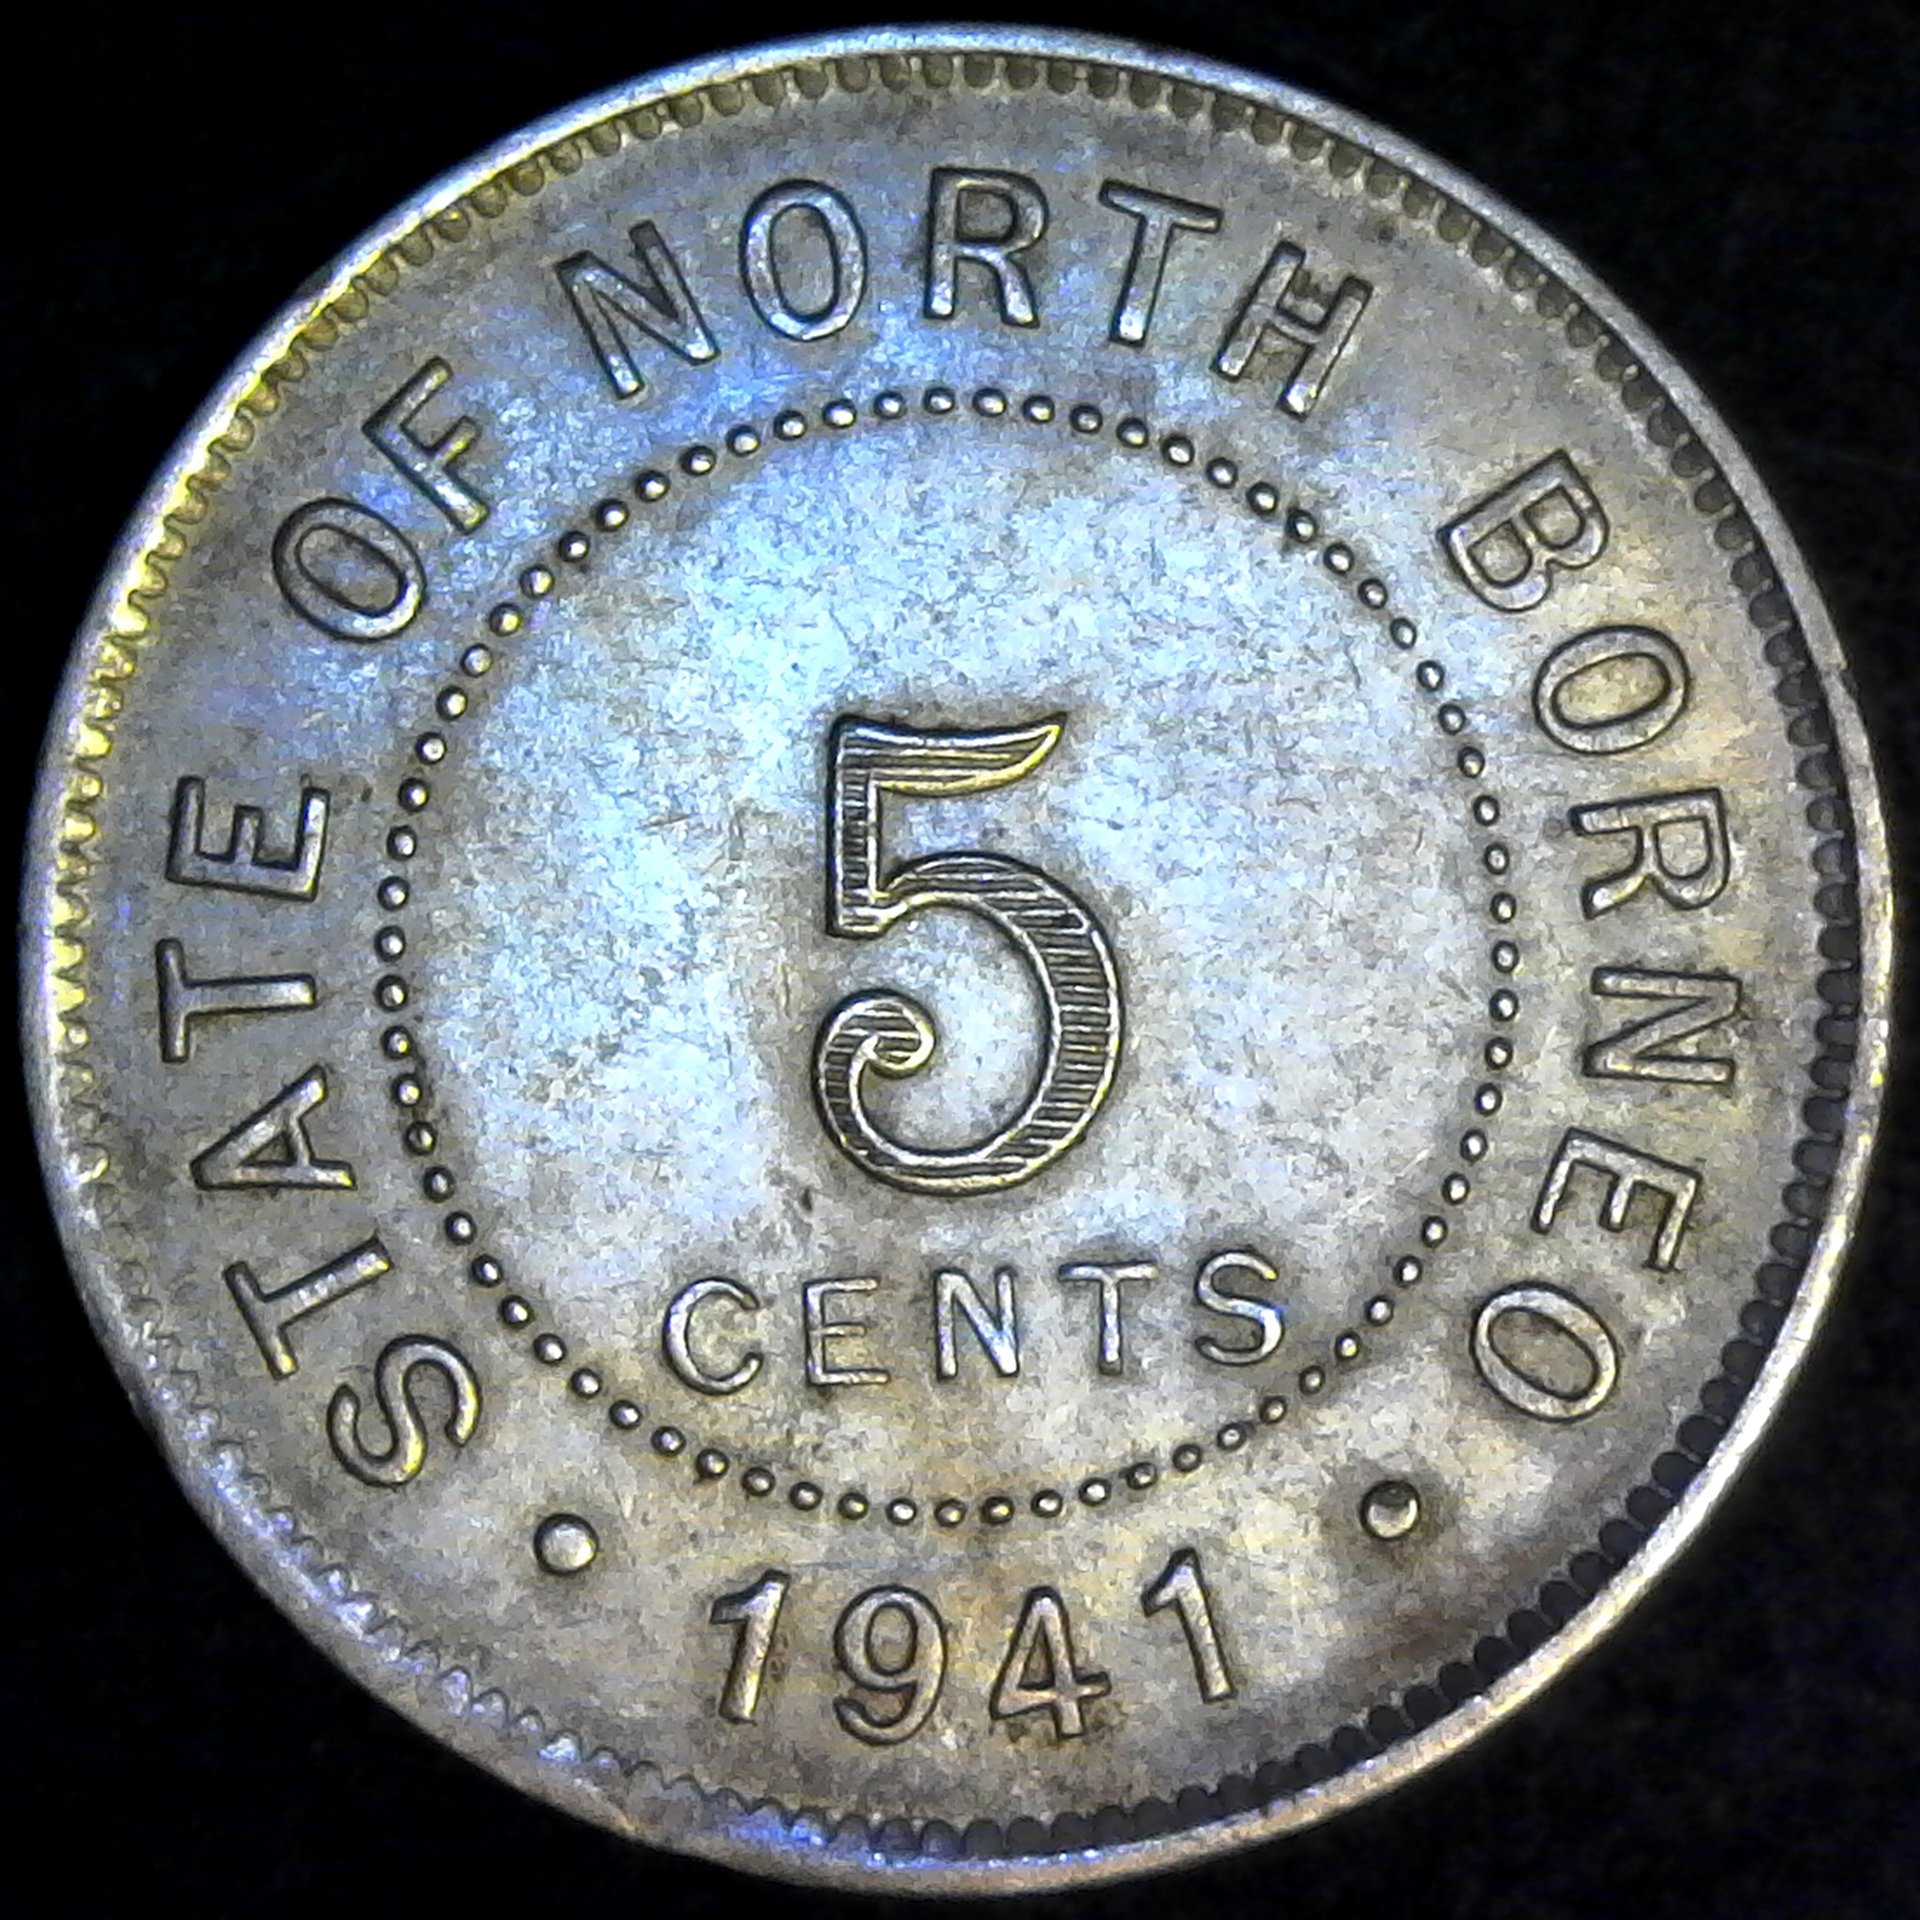 STATE OF NORTH BORNEO
5
CENTS
• 1941 •